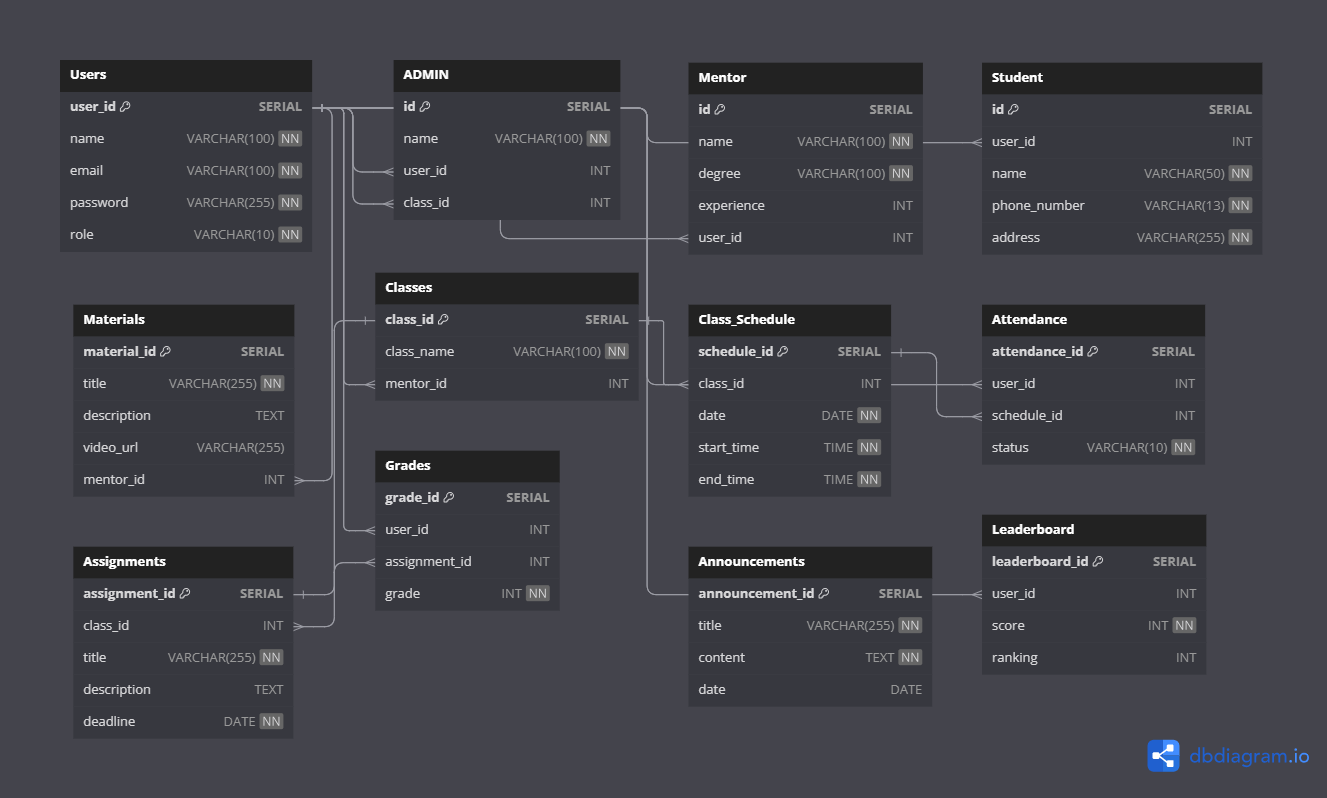 Users
user_id SERIAL
name VARCHAR(100) NN
email VARCHAR(100) NN
password VARCHAR(255) NN
role VARCHAR(10) NN
ADMIN
id SERIAL
name VARCHAR(100) NN
user_id INT
class_id INT
Mentor
id SERIAL
name VARCHAR(100) NN
degree VARCHAR(100) NN
experience INT
user_id INT
Student
id SERIAL
user_id INT
name VARCHAR(50) NN
phone_number VARCHAR(13) NN
address VARCHAR(255) NN
Materials
material_id SERIAL
title VARCHAR(255) NN
description TEXT
video_url VARCHAR(255)
mentor_id INT
Classes
class_id SERIAL
class_name VARCHAR(100) NN
mentor_id INT
Class_Schedule
schedule_id SERIAL
class_id INT
date DATE NN
start_time TIME NN
end_time TIME NN
Attendance
attendance_id SERIAL
user_id INT
schedule_id INT
status VARCHAR(10) NN
Grades
grade_id SERIAL
user_id INT
assignment_id INT
grade INT NN
Assignments
assignment_id SERIAL
class_id INT
title VARCHAR(255) NN
description TEXT
deadline DATE NN
Announcements
announcement_id SERIAL
title VARCHAR(255) NN
content TEXT NN
date DATE
Leaderboard
leaderboard_id SERIAL
user_id INT
score INT NN
ranking INT
dbdiagram.io